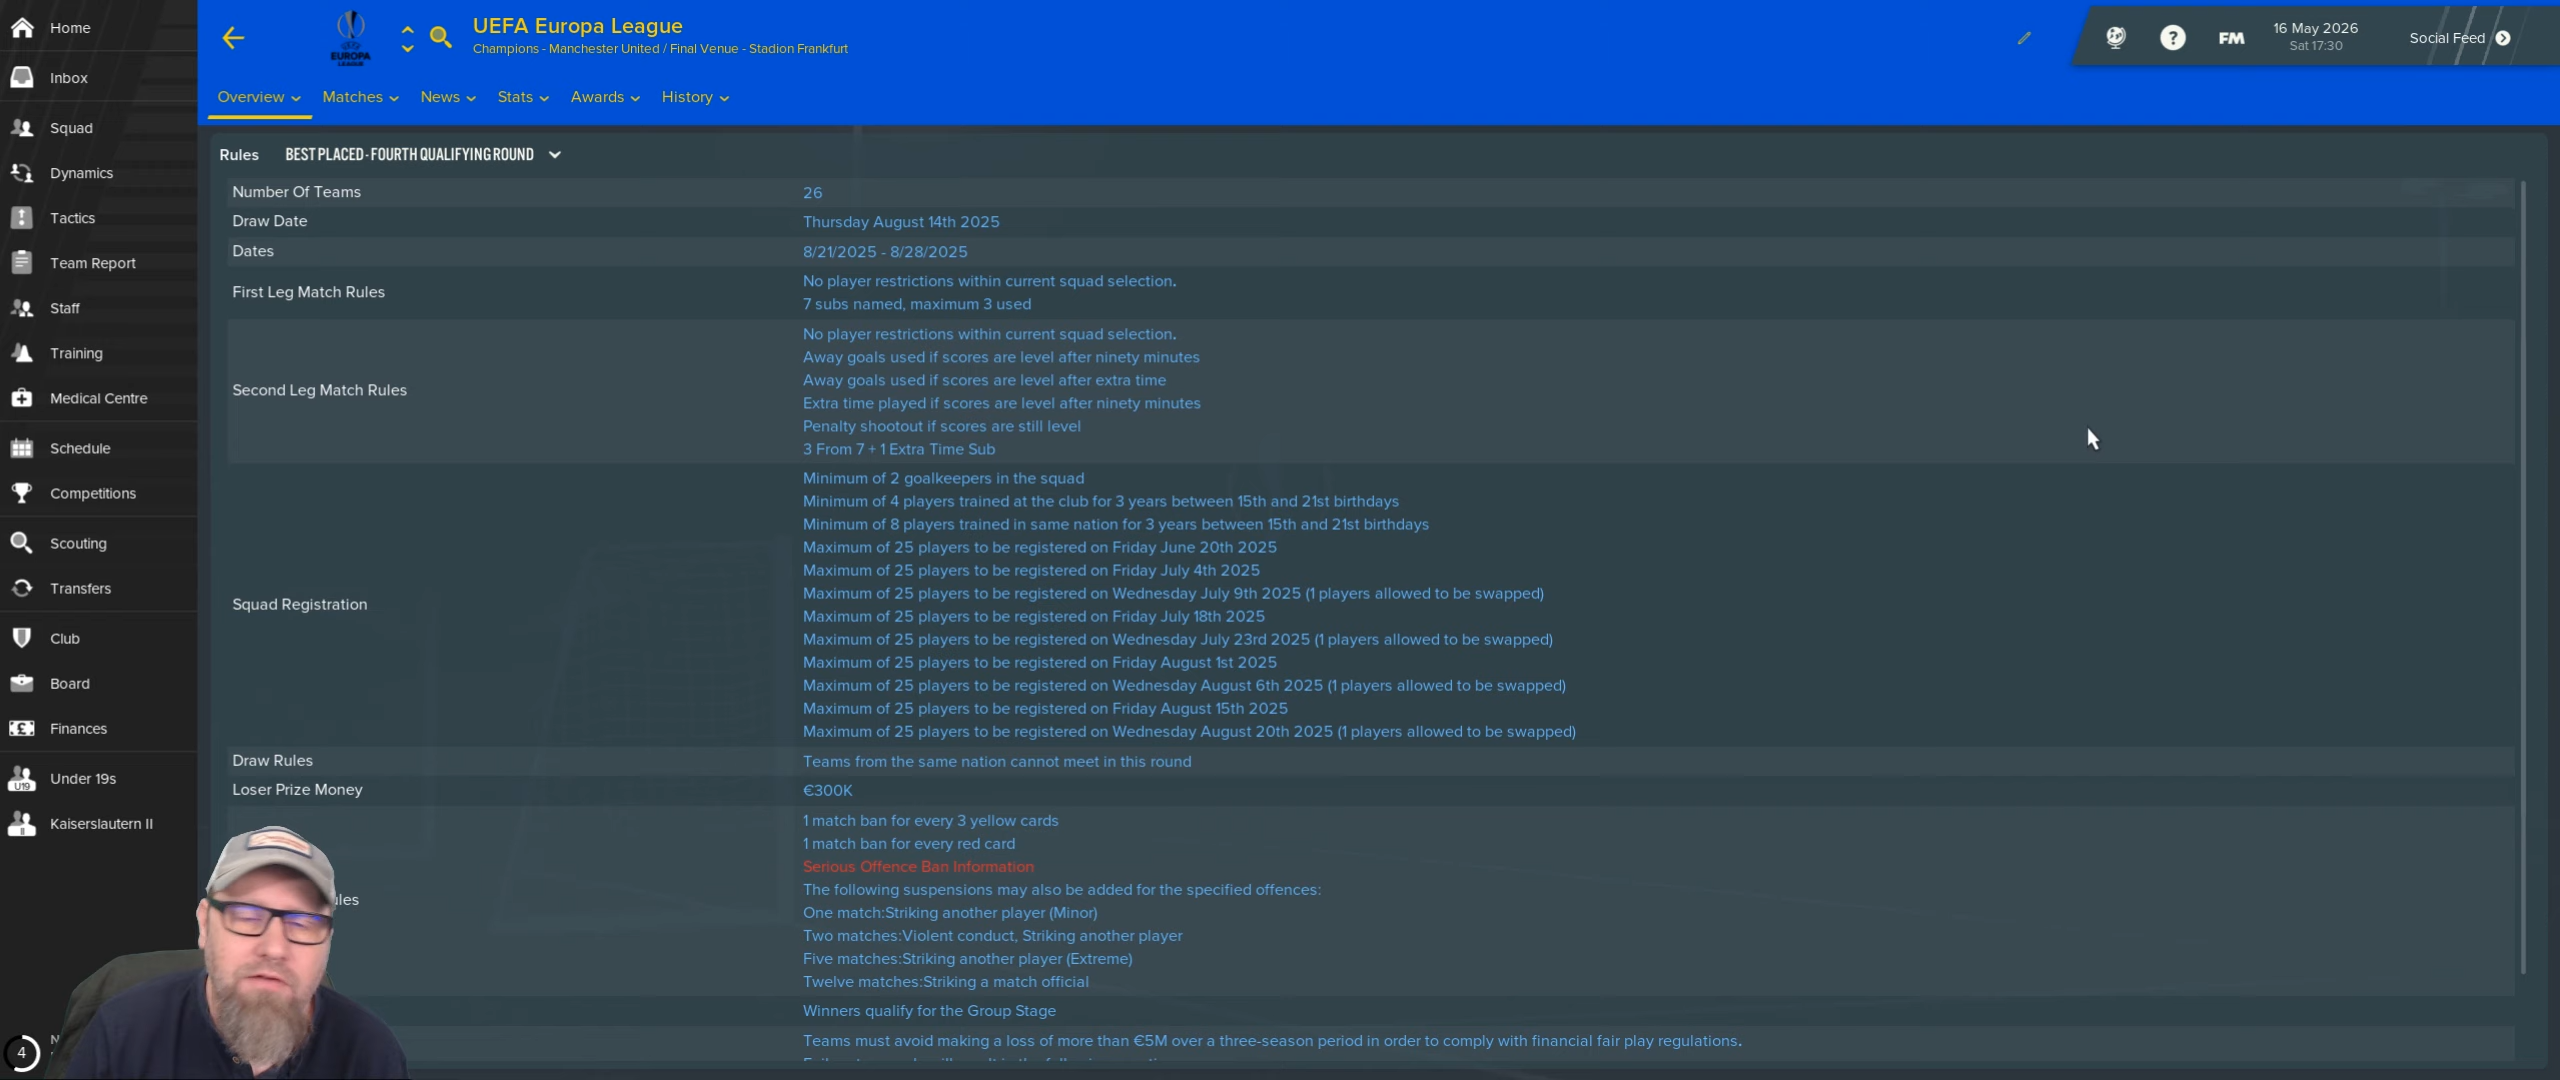 Home
Inbox
Squad
Dynamics
Tactics
Team Report
Staff
Training
Medical Centre
Schedule
Competitions
Scouting
Transfers
Club
Board
Finances
U19
Under 19s
II
Kaiserslautern II
4
EUROPA
LEAGUE
UEFA Europa League
Champions - Manchester United / Final Venue - Stadion Frankfurt
?
FM
16 May 2026
Sat 17:30
Social Feed
Overview
Matches
News
Stats
Awards
History
Rules
BEST PLACED - FOURTH QUALIFYING ROUND
Number Of Teams
26
Draw Date
Thursday August 14th 2025
Dates
8/21/2025 - 8/28/2025
First Leg Match Rules
No player restrictions within current squad selection.
7 subs named, maximum 3 used
Second Leg Match Rules
No player restrictions within current squad selection.
Away goals used if scores are level after ninety minutes
Away goals used if scores are level after extra time
Extra time played if scores are level after ninety minutes
Penalty shootout if scores are still level
3 From 7 + 1 Extra Time Sub
Squad Registration
Minimum of 2 goalkeepers in the squad
Minimum of 4 players trained at the club for 3 years between 15th and 21st birthdays
Minimum of 8 players trained in same nation for 3 years between 15th and 21st birthdays
Maximum of 25 players to be registered on Friday June 20th 2025
Maximum of 25 players to be registered on Friday July 4th 2025
Maximum of 25 players to be registered on Wednesday July 9th 2025 (1 players allowed to be swapped)
Maximum of 25 players to be registered on Friday July 18th 2025
Maximum of 25 players to be registered on Wednesday July 23rd 2025 (1 players allowed to be swapped)
Maximum of 25 players to be registered on Friday August 1st 2025
Maximum of 25 players to be registered on Wednesday August 6th 2025 (1 players allowed to be swapped)
Maximum of 25 players to be registered on Friday August 15th 2025
Maximum of 25 players to be registered on Wednesday August 20th 2025 (1 players allowed to be swapped)
Draw Rules
Teams from the same nation cannot meet in this round
Loser Prize Money
€300K
ules
1 match ban for every 3 yellow cards
1 match ban for every red card
Serious Offence Ban Information
The following suspensions may also be added for the specified offences:
One match:Striking another player (Minor)
Two matches:Violent conduct, Striking another player
Five matches:Striking another player (Extreme)
Twelve matches:Striking a match official
Winners qualify for the Group Stage
Teams must avoid making a loss of more than €5M over a three-season period in order to comply with financial fair play regulations.